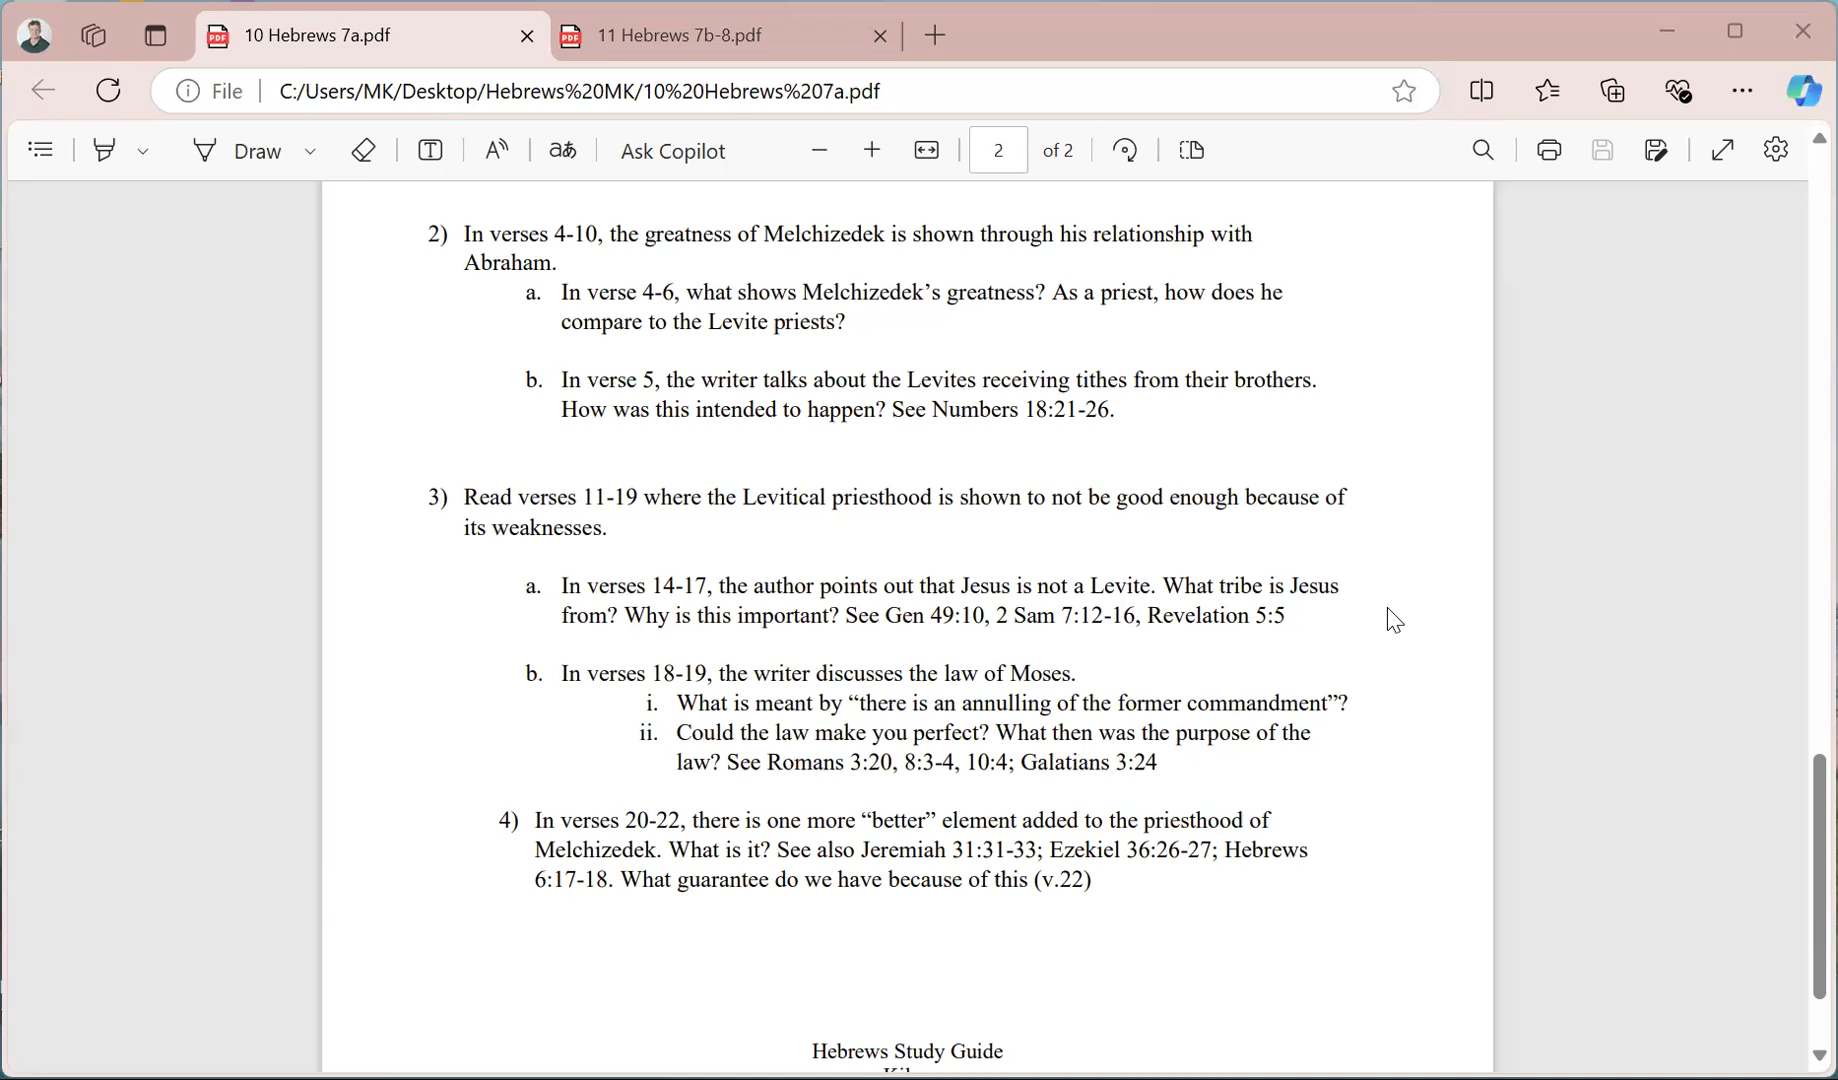 10 Hebrews 7a.pdf
11 Hebrews 7b-8.pdf
File
C:/Users/MK/Desktop/Hebrews%20MK/10%20Hebrews%207a.pdf
Draw
aあ
Ask Copilot
2 of 2
2) In verses 4-10, the greatness of Melchizedek is shown through his relationship with
Abraham.
a. In verse 4-6, what shows Melchizedek’s greatness? As a priest, how does he
compare to the Levite priests?
b. In verse 5, the writer talks about the Levites receiving tithes from their brothers.
How was this intended to happen? See Numbers 18:21-26.
3) Read verses 11-19 where the Levitical priesthood is shown to not be good enough because of
its weaknesses.
a. In verses 14-17, the author points out that Jesus is not a Levite. What tribe is Jesus
from? Why is this important? See Gen 49:10, 2 Sam 7:12-16, Revelation 5:5
b. In verses 18-19, the writer discusses the law of Moses.
i. What is meant by “there is an annulling of the former commandment”?
ii. Could the law make you perfect? What then was the purpose of the
law? See Romans 3:20, 8:3-4, 10:4; Galatians 3:24
4) In verses 20-22, there is one more “better” element added to the priesthood of
Melchizedek. What is it? See also Jeremiah 31:31-33; Ezekiel 36:26-27; Hebrews
6:17-18. What guarantee do we have because of this (v.22)
Hebrews Study Guide